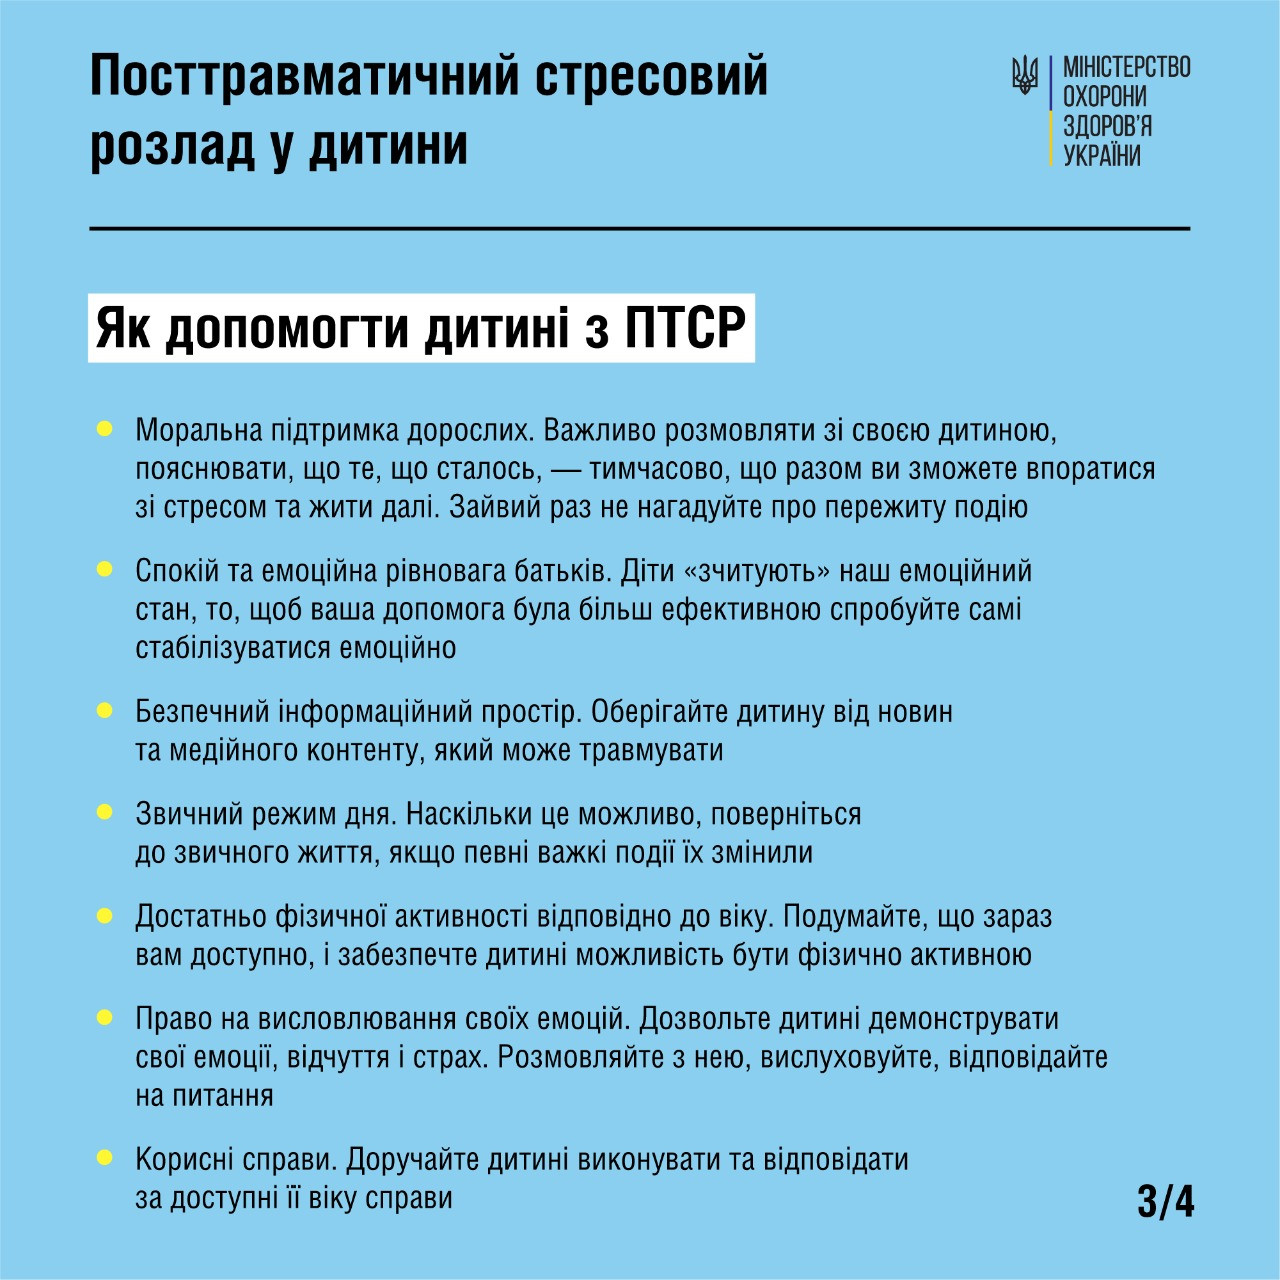 Посттравматичний стресовий
розлад у дитини
МІНІСТЕРСТВО
ОХОРОНИ
ЗДОРОВ'Я
УКРАЇНИ
Як допомогти дитині з ПТСР
Моральна підтримка дорослих. Важливо розмовляти зі своєю дитиною,
пояснювати, що те, що сталось, — тимчасово, що разом ви зможете впоратися
зі стресом та жити далі. Зайвий раз не нагадуйте про пережиту подію
Спокій та емоційна рівновага батьків. Діти «зчитують» наш емоційний
стан, то, щоб ваша допомога була більш ефективною спробуйте самі
стабілізуватися емоційно
Безпечний інформаційний простір. Оберігайте дитину від новин
та медійного контенту, який може травмувати
Звичний режим дня. Наскільки це можливо, поверніться
до звичного життя, якщо певні важкі події їх змінили
Достатньо фізичної активності відповідно до віку. Подумайте, що зараз
вам доступно, і забезпечте дитині можливість бути фізично активною
Право на висловлювання своїх емоцій. Дозвольте дитині демонструвати
свої емоції, відчуття і страх. Розмовляйте з нею, вислуховуйте, відповідайте
на питання
Корисні справи. Доручайте дитині виконувати та відповідати
за доступні її віку справи
3/4